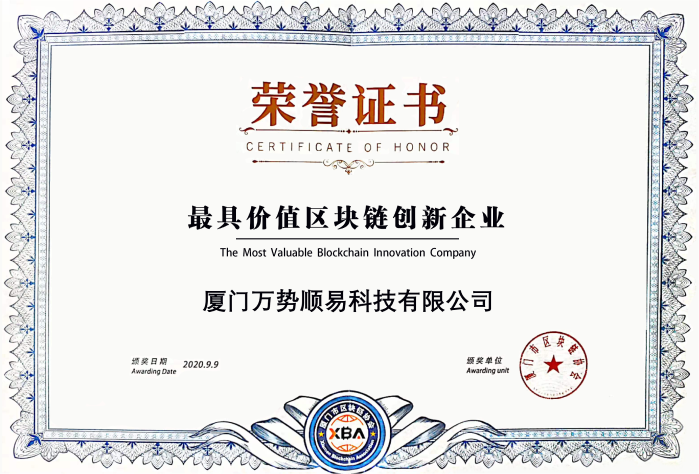 荣誉证书
CERTIFICATE OF HONOR
最具价值区块链创新企业
The Most Valuable Blockchain Innovation Company
厦门万势顺易科技有限公司
颁奖日期 2020.9.9
Awarding Date
颁奖单位
Awarding unit
厦门市区块链协会
厦门市区块链协会
XBA
Xiamen Blockchain Association